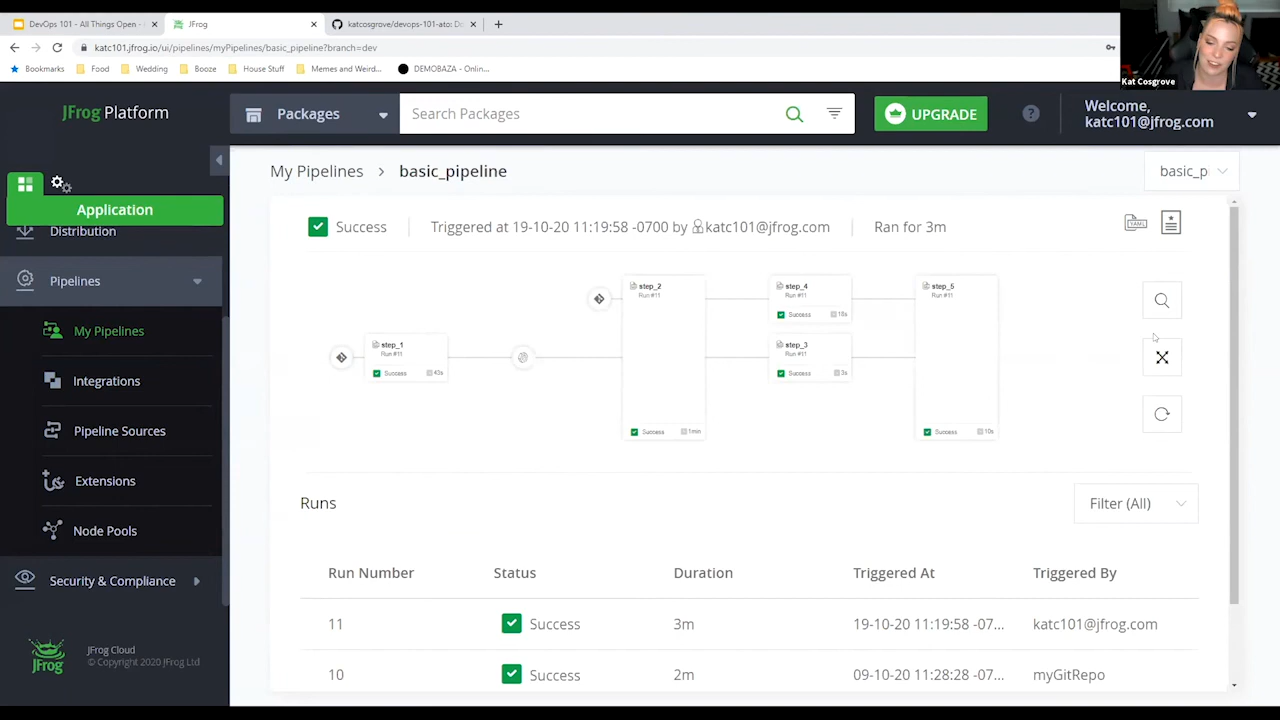 DevOps 101 - All Things Open -
JFrog
katcosgrove/devops-101-ato: De
katc101.jfrog.io/ui/pipelines/myPipelines/basic_pipeline?branch=dev
Bookmarks
Food
Wedding
Booze
House Stuff
Memes and Weird...
DEMOBAZA - Onlin...
Kat Cosgrove
JFrog Platform
Packages
Search Packages
UPGRADE
?
Welcome,
katc101@jfrog.com
Application
Distribution
Pipelines
My Pipelines
Integrations
Pipeline Sources
Extensions
Node Pools
Security & Compliance
JFrog
JFrog Cloud
© Copyright 2020 JFrog Ltd
My Pipelines > basic_pipeline
basic_p
Success
Triggered at 19-10-20 11:19:58 -0700 by katc101@jfrog.com
Ran for 3m
YAML
step_1
Run #11
Success 43s
step_2
Run #11
Success 1min
step_4
Run #11
Success 18s
step_3
Run #11
Success 3s
step_5
Run #11
Success 10s
Runs
Filter (All)
Run Number Status Duration Triggered At Triggered By
11 Success 3m 19-10-20 11:19:58 -07... katc101@jfrog.com
10 Success 2m 09-10-20 11:28:28 -07... myGitRepo